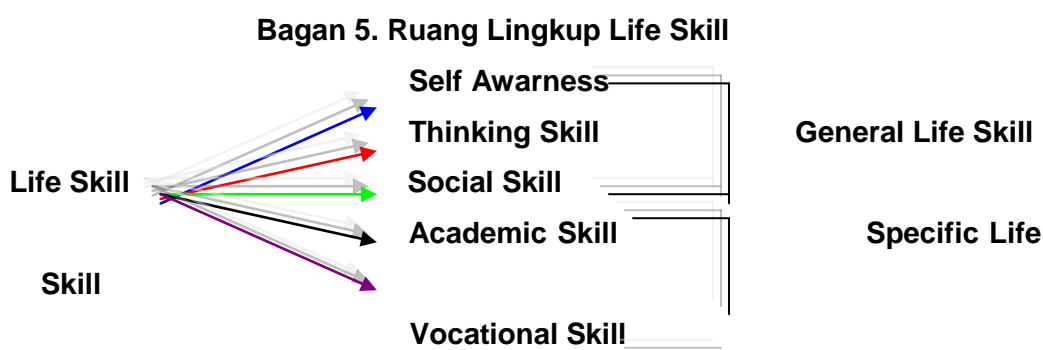 Bagan 5. Ruang Lingkup Life Skill
Self Awarness
Thinking Skill General Life Skill
Life Skill Social Skill
Academic Skill Specific Life
Skill
Vocational Skill